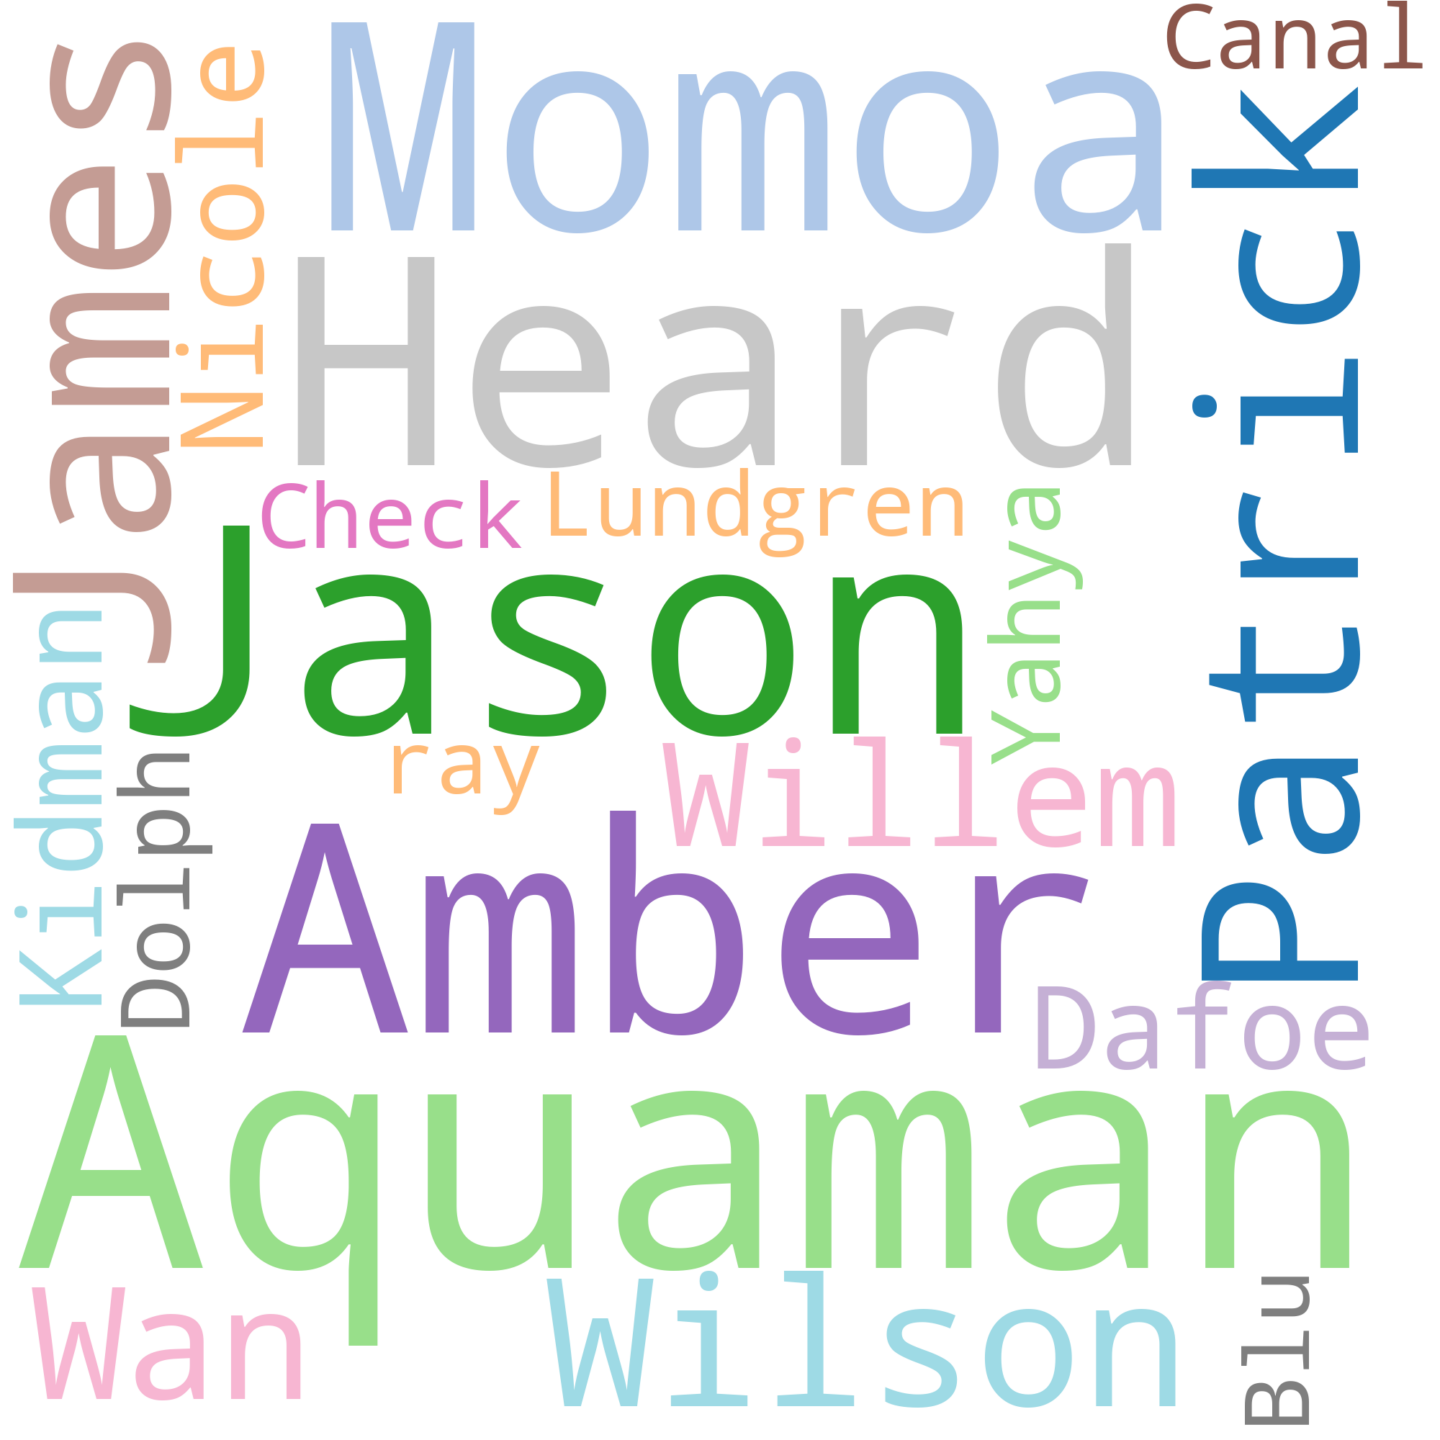 Canal
Momoa
James
Nicole
Patrick
Heard
Check
Lundgren
Yahya
Jason
Kidman
ray
Willem
Dolph
Amber
Dafoe
Aquaman
Wan
Wilson
Blu